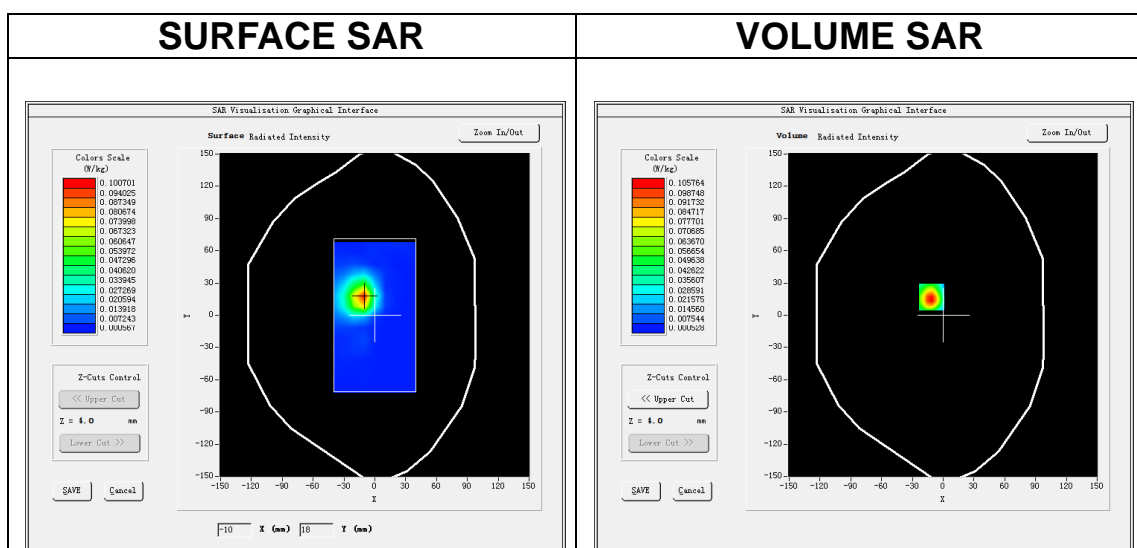 SURFACE SAR
VOLUME SAR
SAR Visualisation Graphical Interface
Surface Radiated Intensity
Zoom In/Out
Colors Scale
(W/kg)
0.100701
0.094025
0.087349
0.080674
0.073998
0.067323
0.060647
0.053972
0.047296
0.040620
0.033945
0.027269
0.020594
0.013918
0.007243
0.000567
150
120
90
60
30
0
-30
-60
-90
-120
-150
Y
-150 -120 -90 -60 -30 0 30 60 90 120 150
X
Z-Cuts Control
<< Upper Cut
Z = 4.0 mm
Lower Cut >>
SAVE
Cancel
-10 X (mm) 18 Y (mm)
SAR Visualisation Graphical Interface
Volume Radiated Intensity
Zoom In/Out
Colors Scale
(W/kg)
0.105764
0.098748
0.091732
0.084717
0.077701
0.070685
0.063670
0.056654
0.049638
0.042622
0.035607
0.028591
0.021575
0.014560
0.007544
0.000528
150
120
90
60
30
0
-30
-60
-90
-120
-150
Y
-150 -120 -90 -60 -30 0 30 60 90 120 150
X
Z-Cuts Control
<< Upper Cut
Z = 4.0 mm
Lower Cut >>
SAVE
Cancel